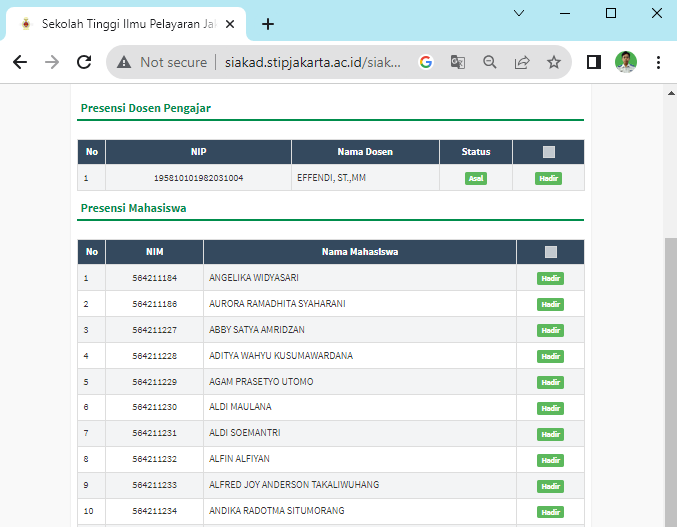 Sekolah Tinggi Ilmu Pelayaran Jak
Not secure siakad.stipjakarta.ac.id/siak...
Presensi Dosen Pengajar
No NIP Nama Dosen Status
1 195810101982031004 EFFENDI, ST.,MM Asal Hadir
Presensi Mahasiswa
No NIM Nama Mahasiswa
1 564211184 ANGELIKA WIDYASARI Hadir
2 564211186 AURORA RAMADHITA SYAHARANI Hadir
3 564211227 ABBY SATYA AMRIDZAN Hadir
4 564211228 ADITYA WAHYU KUSUMAWARDANA Hadir
5 564211229 AGAM PRASETYO UTOMO Hadir
6 564211230 ALDI MAULANA Hadir
7 564211231 ALDI SOEMANTRI Hadir
8 564211232 ALFIN ALFIYAN Hadir
9 564211233 ALFRED JOY ANDERSON TAKALIWUHANG Hadir
10 564211234 ANDIKA RADOTMA SITUMORANG Hadir